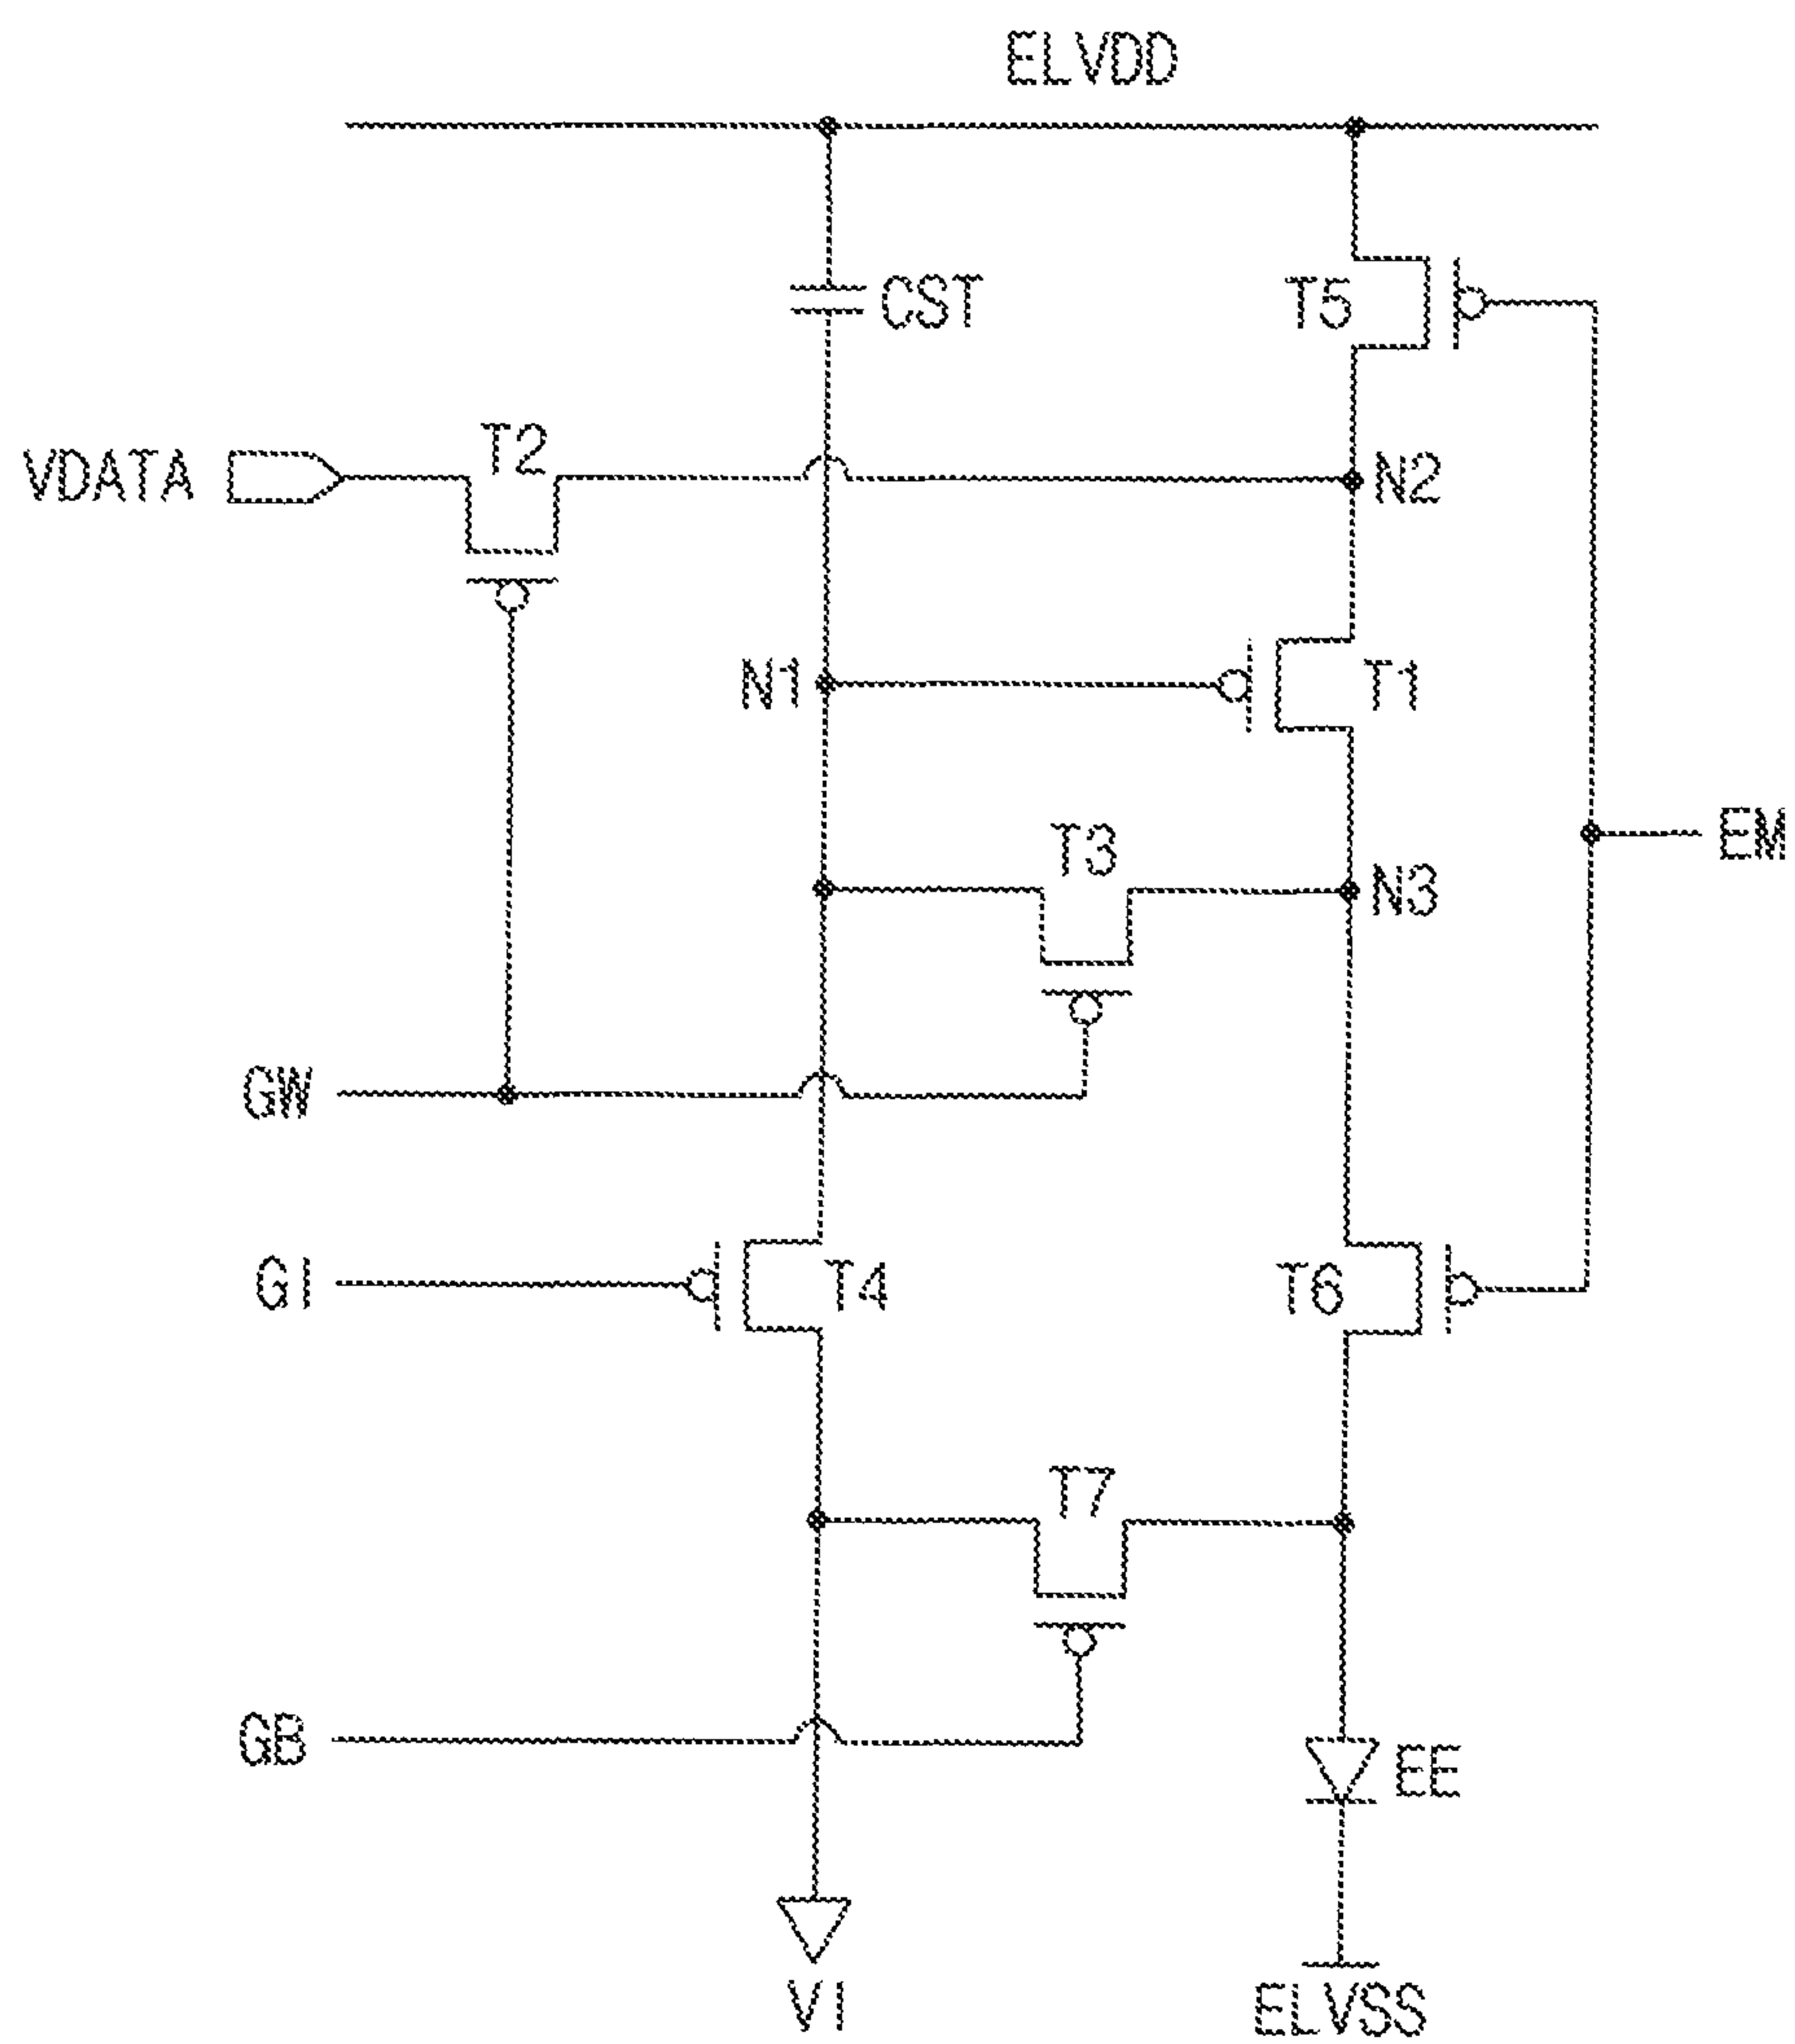 ELVDD
CST
T5
VDATA
T2
N2
N1
T1
T3
EM
N3
GW
GI
T4
T6
T7
GB
EE
VI
ELVSS